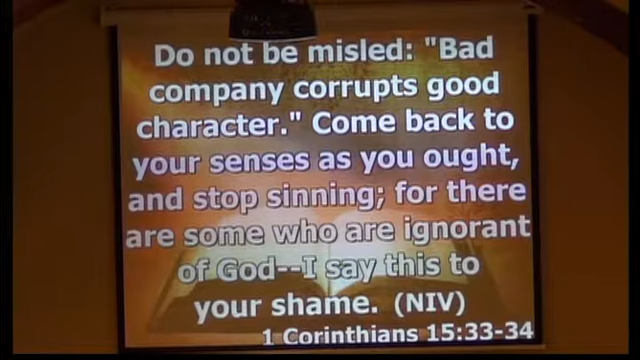 Do not be misled: "Bad
company corrupts good
character." Come back to
your senses as you ought,
and stop sinning; for there
are some who are ignorant
of God--I say this to
your shame. (NIV)
1 Corinthians 15:33-34